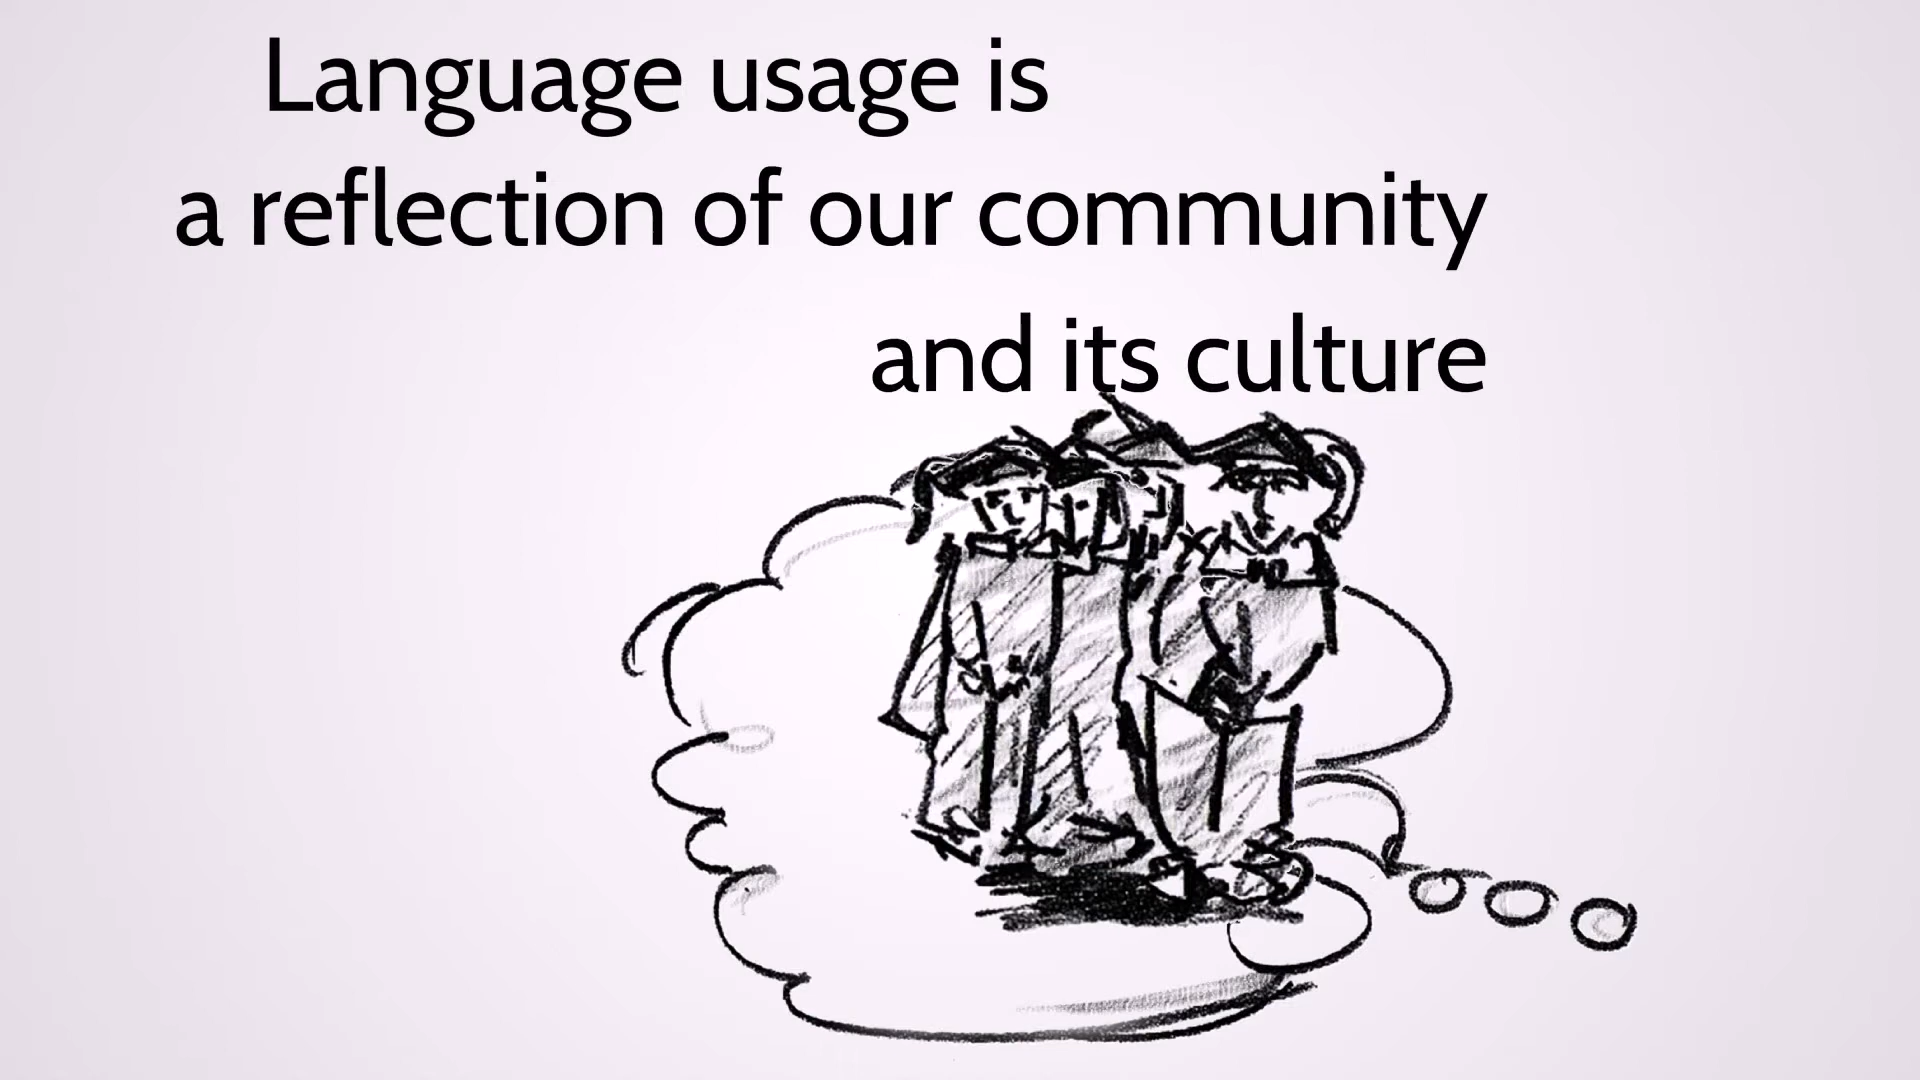 Language usage is
a reflection of our community
and its culture